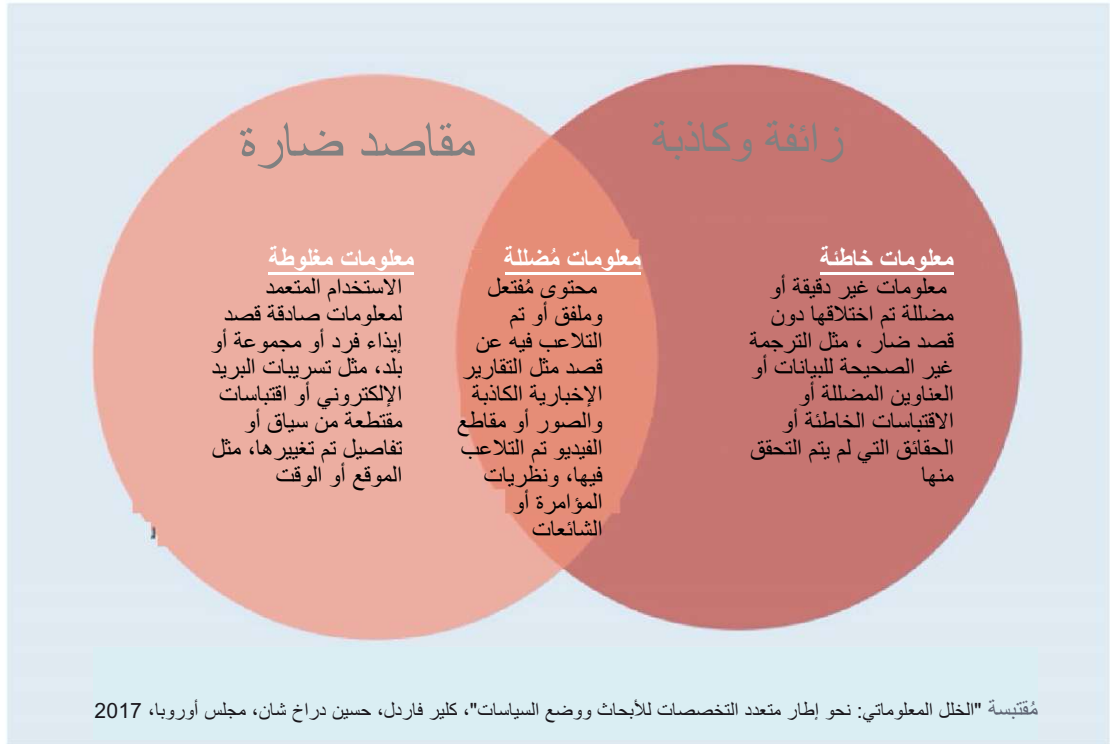 زائفة وكاذبة
مقاصد ضارة
معلومات خاطئة
معلومات غير دقيقة أو
مضللة تم اختلاقها دون
قصد ضار ، مثل الترجمة
غير الصحيحة للبيانات أو
العناوين المضللة أو
الاقتباسات الخاطئة أو
الحقائق التي لم يتم التحقق
منها
معلومات مُضللة
محتوى مُفتعل
وملفق أو تم
التلاعب فيه عن
قصد مثل التقارير
الإخبارية الكاذبة
والصور أو مقاطع
الفيديو تم التلاعب
فيها، ونظريات
المؤامرة أو
الشائعات
معلومات مغلوطة
الاستخدام المتعمد
لمعلومات صادقة قصد
إيذاء فرد أو مجموعة أو
بلد، مثل تسريبات البريد
الإلكتروني أو اقتباسات
مقتطعة من سياق أو
تفاصيل تم تغييرها، مثل
الموقع أو الوقت
مُقتبسة "الخلل المعلوماتي: نحو إطار متعدد التخصصات للأبحاث ووضع السياسات"، كلير فاردل، حسين دراخ شان، مجلس أوروبا، 2017